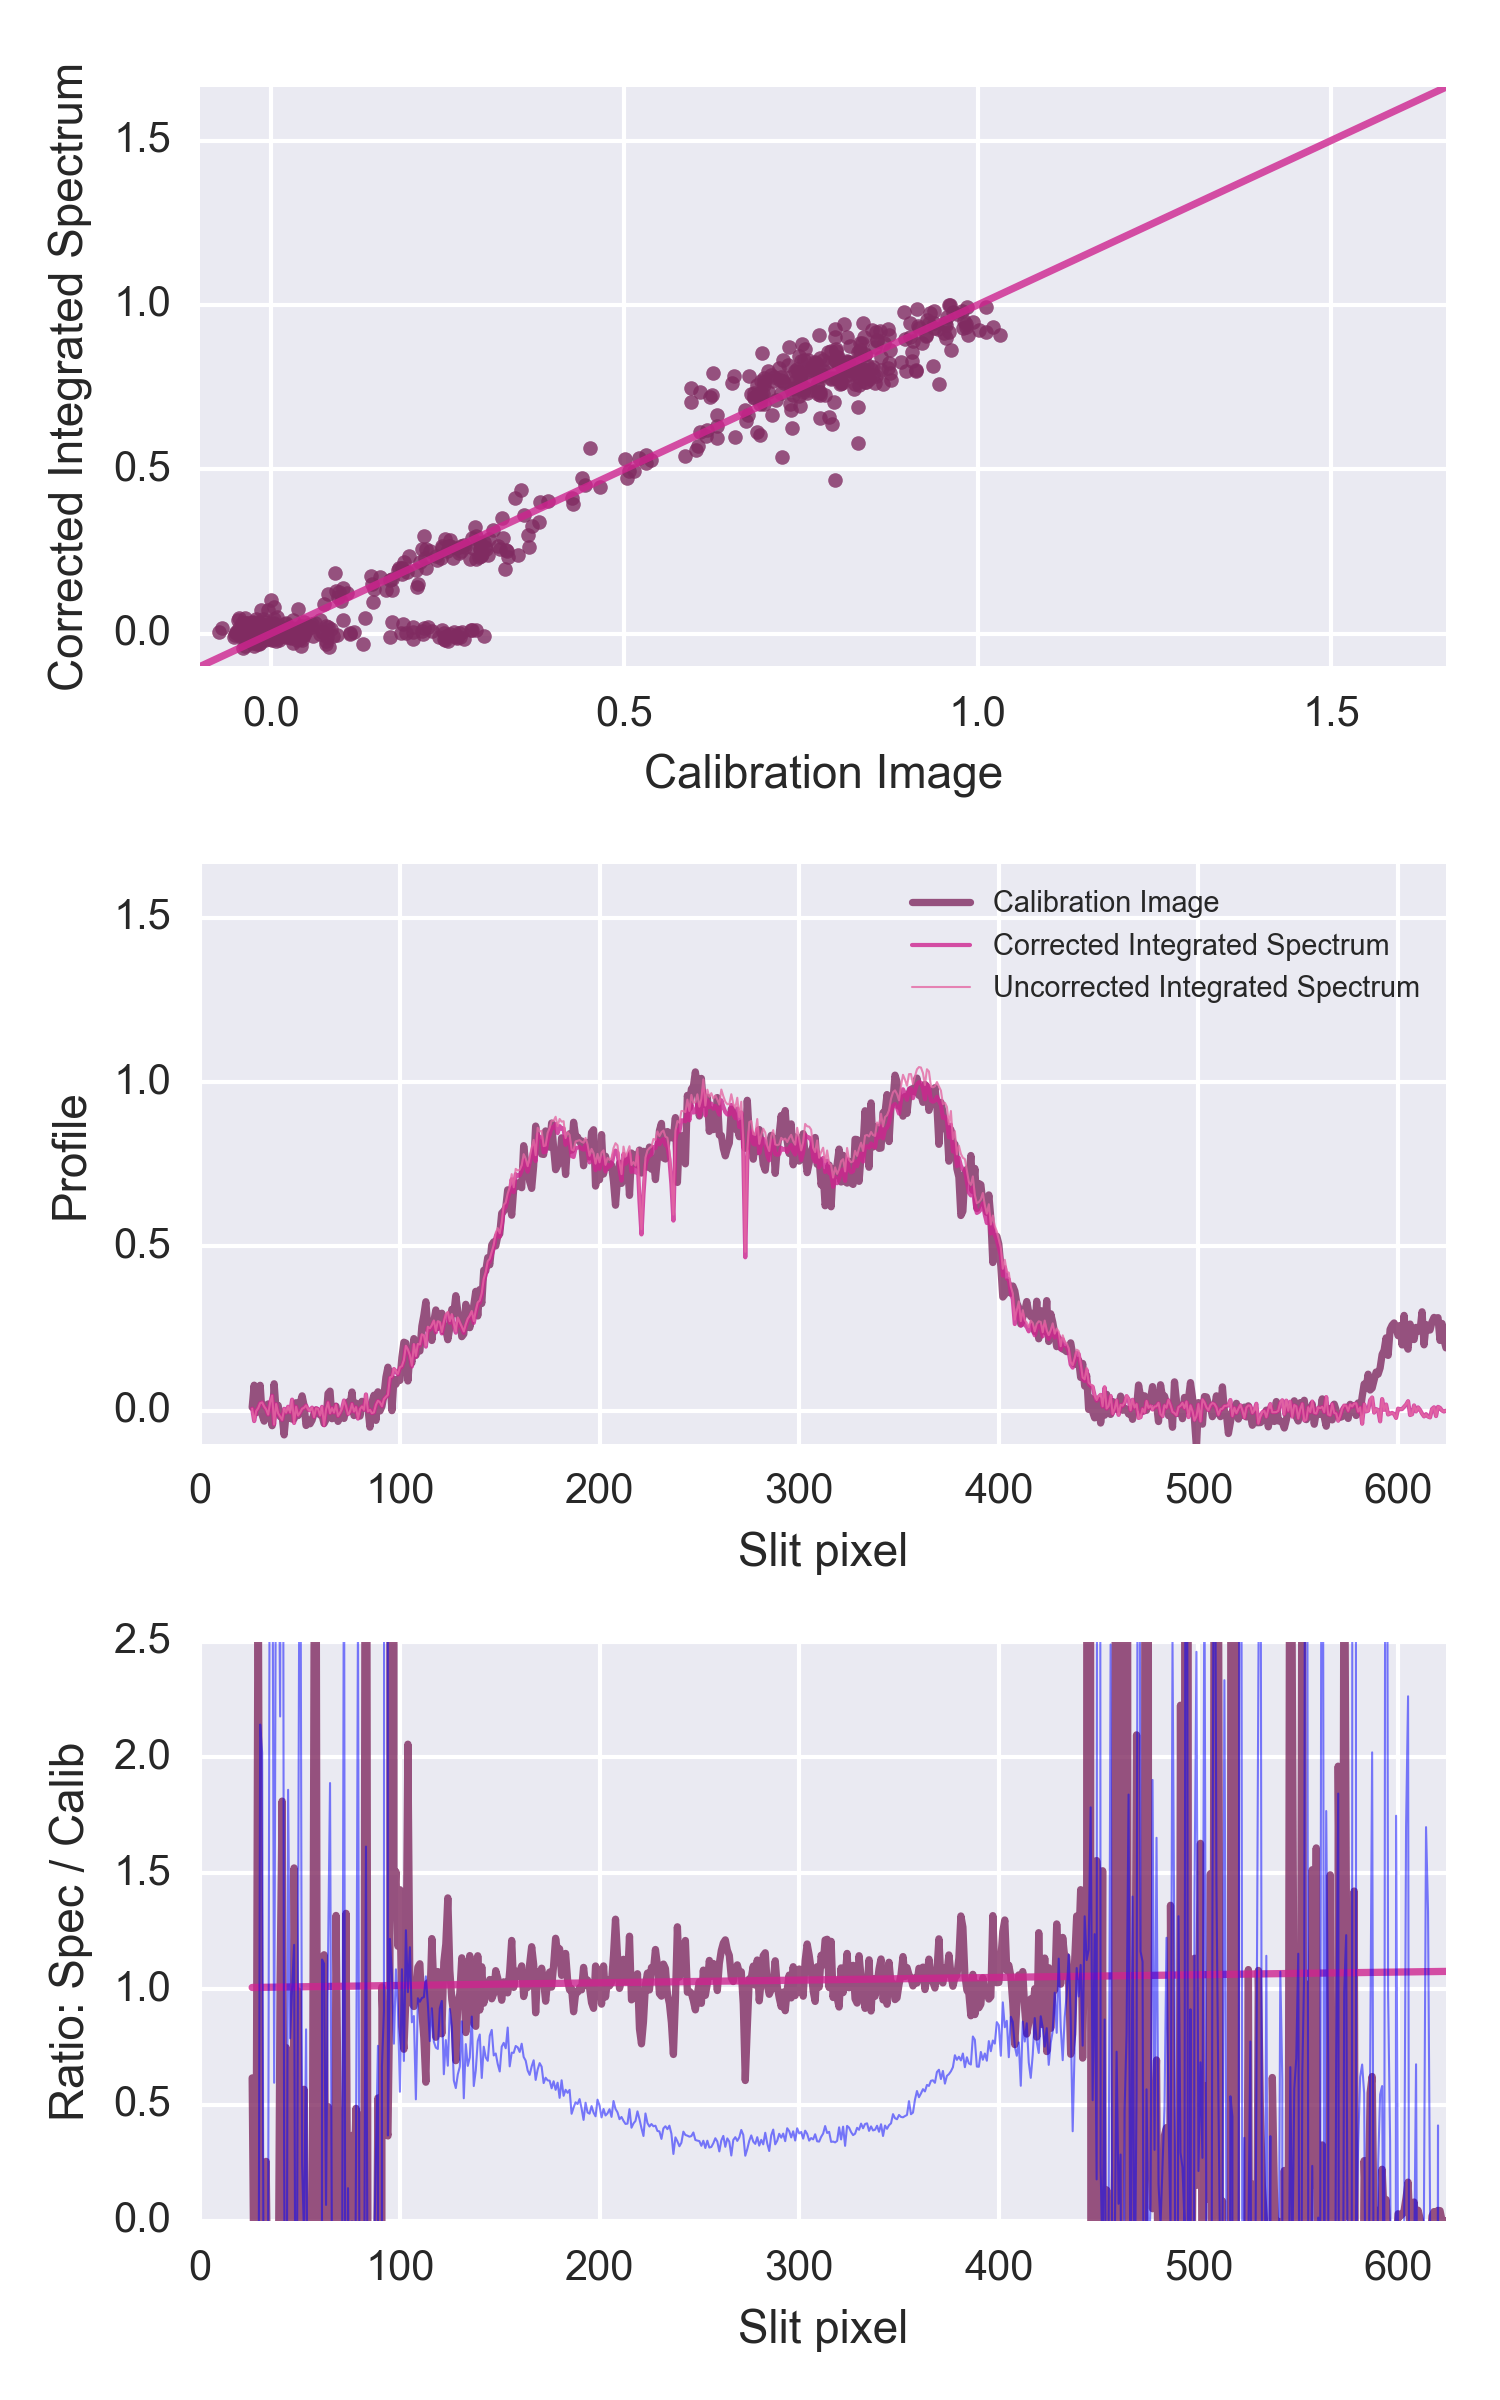 Corrected Integrated Spectrum
1.5
1.0
0.5
0.0
0.0 0.5 1.0 1.5
Calibration Image
Profile
1.5
1.0
0.5
0.0
Calibration Image
Corrected Integrated Spectrum
Uncorrected Integrated Spectrum
0 100 200 300 400 500 600
Slit pixel
Ratio: Spec / Calib
2.5
2.0
1.5
1.0
0.5
0.0
0 100 200 300 400 500 600
Slit pixel